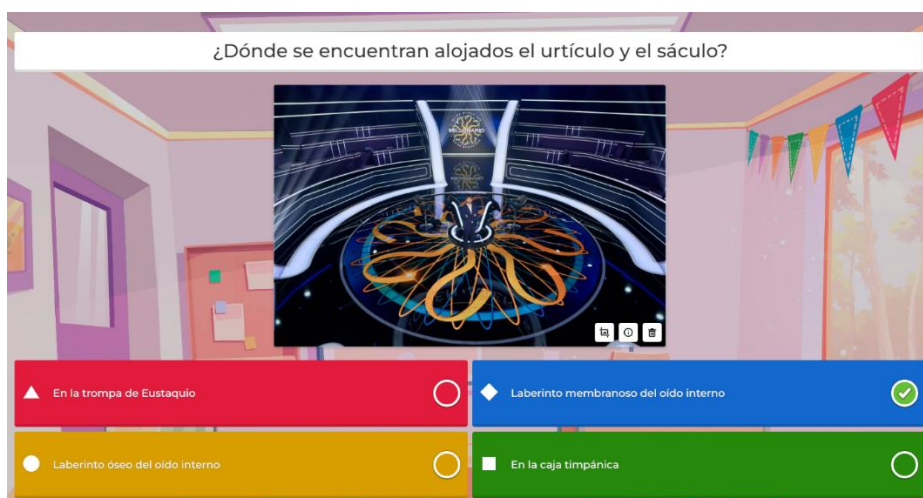 ¿Dónde se encuentran alojados el urtículo y el sáculo?
En la trompa de Eustaquio
Laberinto membranoso del oído interno
Laberinto óseo del oído interno
En la caja timpánica